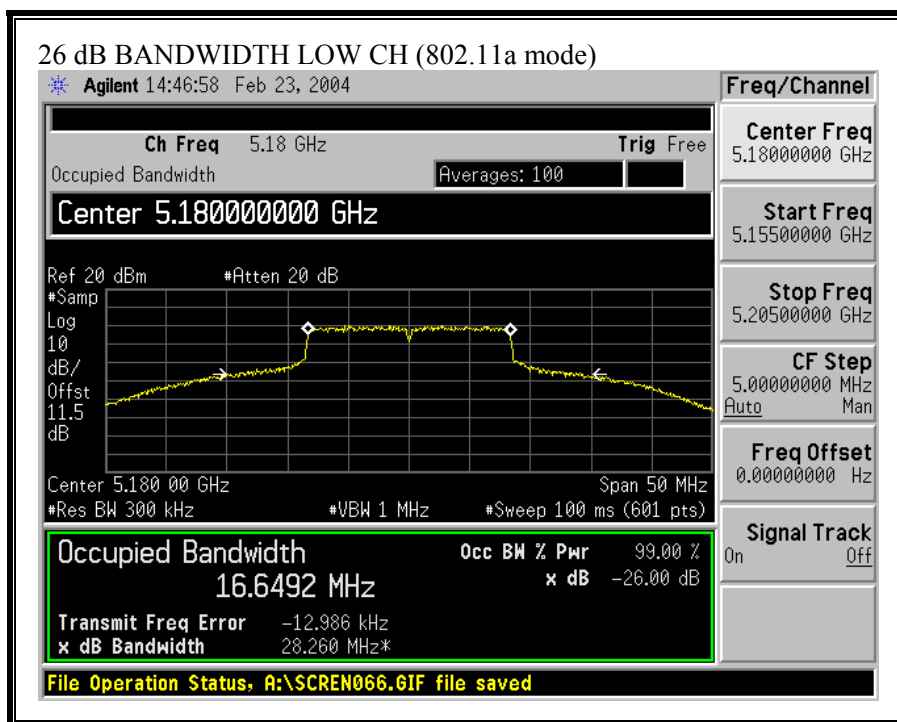 26 dB BANDWIDTH LOW CH (802.11a mode)
Agilent 14:46:58 Feb 23, 2004
Freq/Channel
Ch Freq 5.18 GHz Trig Free
Occupied Bandwidth Averages: 100
Center 5.180000000 GHz
Center Freq
5.18000000 GHz
Start Freq
5.15500000 GHz
Stop Freq
5.20500000 GHz
CF Step
5.00000000 MHz
Auto Man
Freq Offset
0.00000000 Hz
Signal Track
On Off
Ref 20 dBm #Atten 20 dB
#Samp
Log
10
dB/
Offst
11.5
dB
Center 5.180 00 GHz Span 50 MHz
#Res BW 300 kHz #VBW 1 MHz #Sweep 100 ms (601 pts)
Occupied Bandwidth
16.6492 MHz
Occ BW % Pwr 99.00 %
x dB -26.00 dB
Transmit Freq Error -12.986 kHz
x dB Bandwidth 28.260 MHz*
File Operation Status, A:\SCREN066.GIF file saved